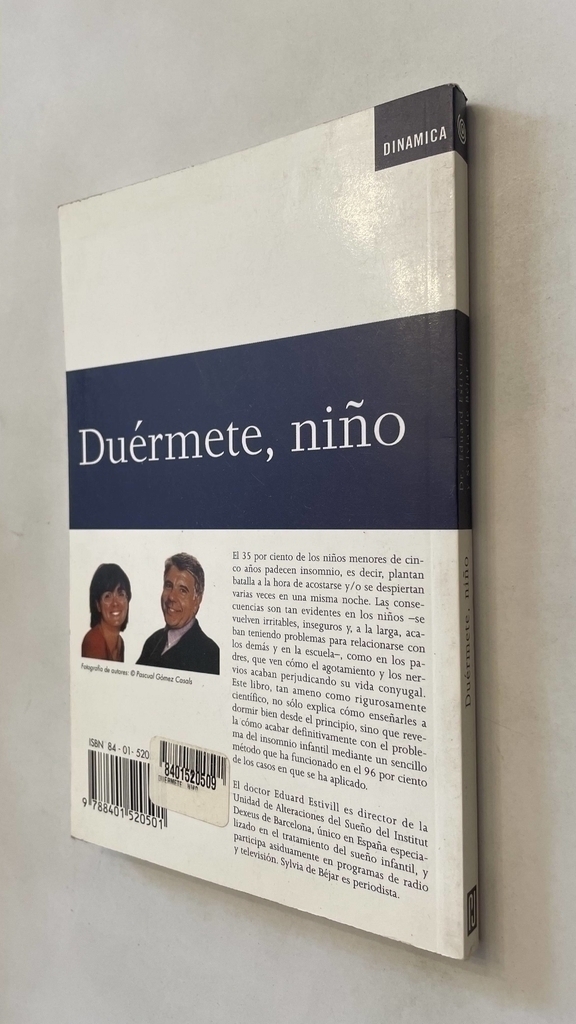 DINAMICA
Duérmete, niño
El 35 por ciento de los niños menores de cin-
co años padecen insomnio, es decir, plantan
batalla a la hora de acostarse y/o se despiertan
varias veces en una misma noche. Las conse-
cuencias son tan evidentes en los niños —se
vuelven irritables, inseguros y, a la larga, aca-
ban teniendo problemas para relacionarse con
los demás y en la escuela—, como en los pa-
dres, que ven cómo el agotamiento y los ner-
vios acaban perjudicando su vida conyugal.
Este libro, tan ameno como rigurosamente
científico, no sólo explica cómo enseñarles a
dormir bien desde el principio, sino que reve-
la cómo acabar definitivamente con el proble-
ma del insomnio infantil mediante un sencillo
método que ha funcionado en el 96 por ciento
de los casos en que se ha aplicado.
El doctor Eduard Estivill es director de la
Unidad de Alteraciones del Sueño del Institut
Dexeus de Barcelona, único en España especia-
lizado en el tratamiento del sueño infantil, y
participa asiduamente en programas de radio
y televisión. Sylvia de Béjar es periodista.
Fotografía de autores: © Pascual Gómez Casals
ISBN 84-01-520
8401520509
DUERMETE, NIÑO
9 788401 520501
Dr. Eduard Estivill
y Sylvia de Béjar
Duérmete, niño